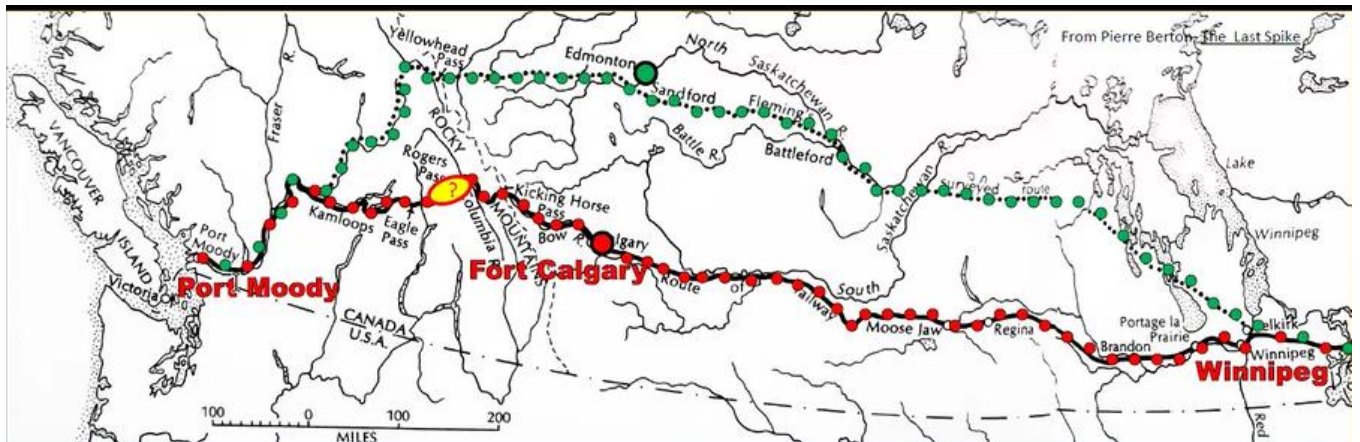 From Pierre Berton, The Last Spike
Yellowhead
Pass
Edmonton
North
Saskatchewan
R.
Sandford
Fleming's
Battle R.
Battleford
surveyed route
Saskatchewan R.
Lake
Winnipeg
Fraser R.
ROCKY
MOUNTAINS
Rogers
Pass
?
Kicking Horse
Pass
Bow R.
Columbia R.
Eagle
Pass
Kamloops
VANCOUVER
ISLAND
Port
Moody
Port Moody
Victoria
Fort Calgary
Route of Railway
South
Moose Jaw
Regina
Brandon
Portage la
Prairie
Selkirk
Winnipeg
Winnipeg
Red
CANADA
U.S.A.
100 0 100 200
MILES